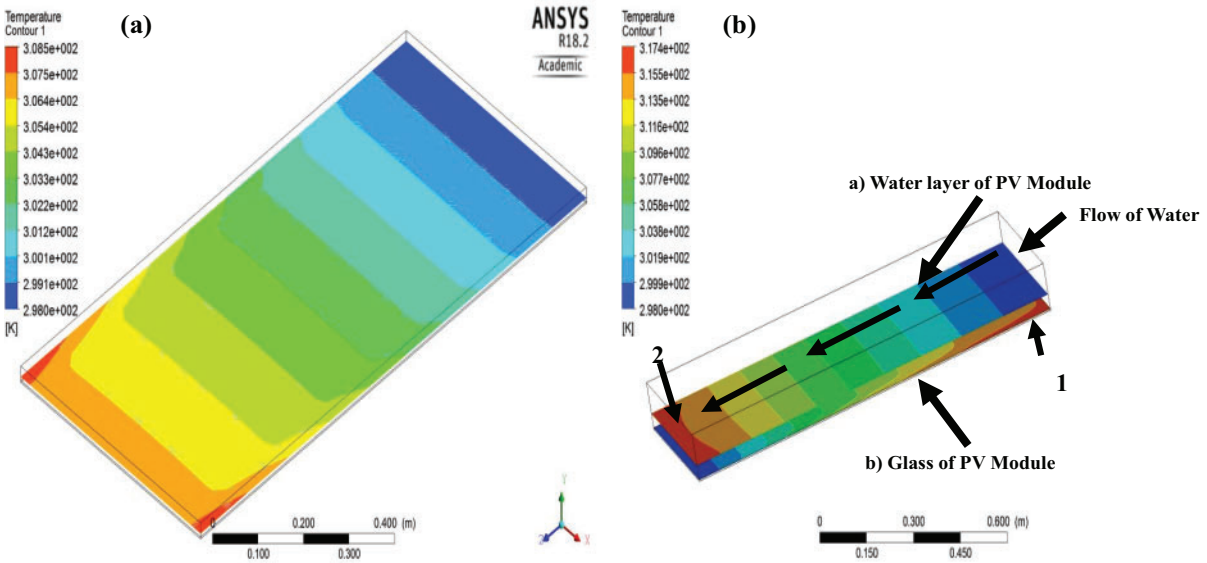 Temperature
Contour 1
(a)
3.085e+002
3.075e+002
3.064e+002
3.054e+002
3.043e+002
3.033e+002
3.022e+002
3.012e+002
3.001e+002
2.991e+002
2.980e+002
[K]
ANSYS
R18.2
Academic
0
0.200
0.400 (m)
0.100
0.300
Y
Z
X
Temperature
Contour 1
(b)
3.174e+002
3.155e+002
3.135e+002
3.116e+002
3.096e+002
3.077e+002
3.058e+002
3.038e+002
3.019e+002
2.999e+002
2.980e+002
[K]
a) Water layer of PV Module
Flow of Water
2
1
b) Glass of PV Module
0
0.300
0.600 (m)
0.150
0.450